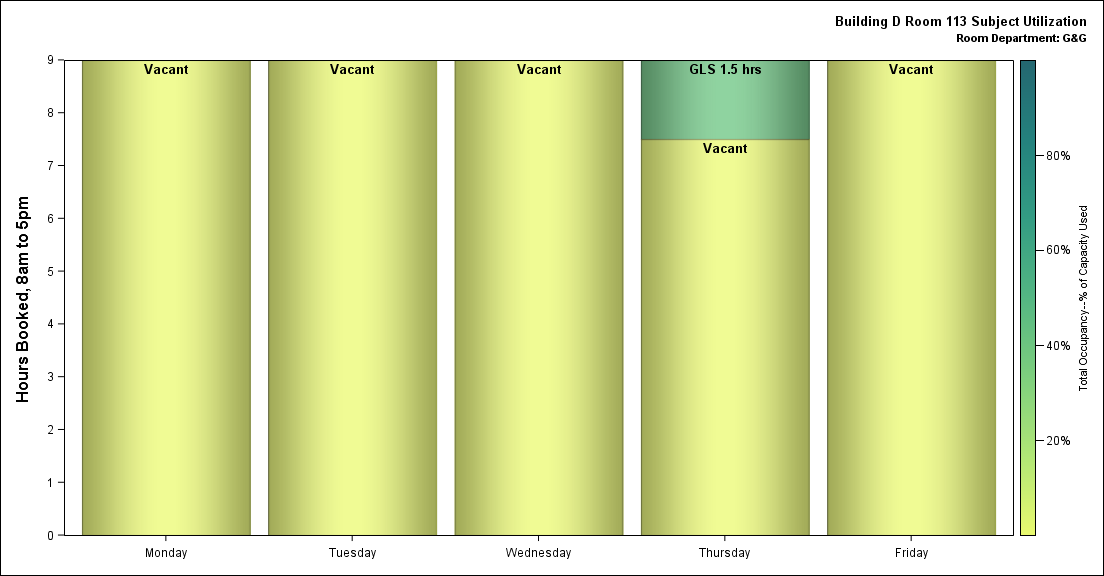 Building D Room 113 Subject Utilization
Room Department: G&G
Hours Booked, 8am to 5pm
9
8
7
6
5
4
3
2
1
0
Vacant
Vacant
Vacant
GLS 1.5 hrs
Vacant
Vacant
Monday
Tuesday
Wednesday
Thursday
Friday
80%
60%
40%
20%
Total Occupancy--% of Capacity Used